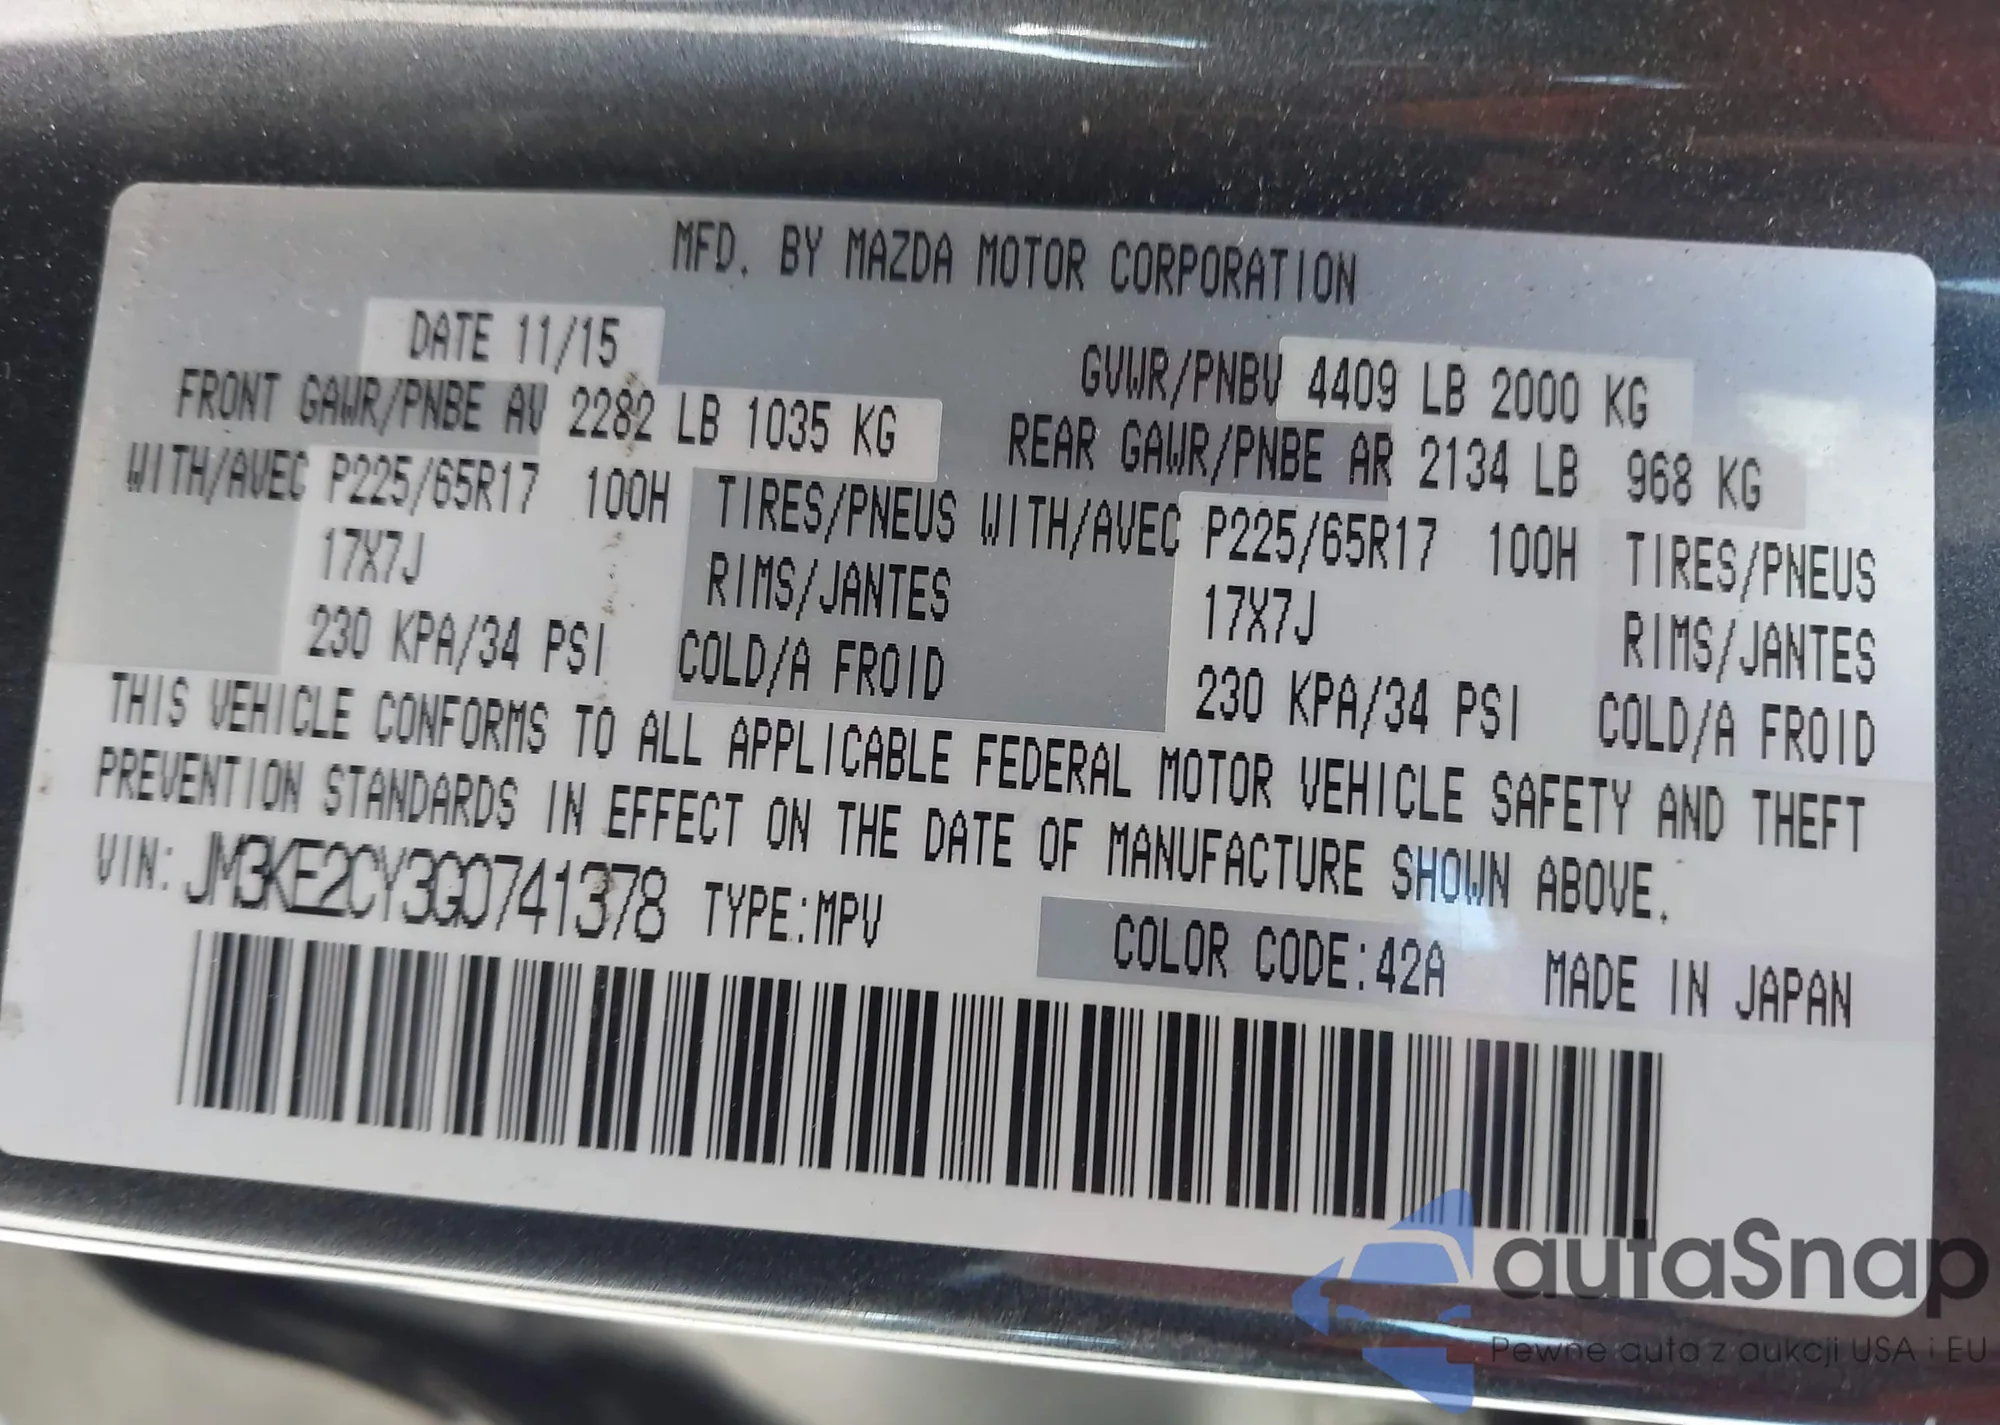 MFD. BY MAZDA MOTOR CORPORATION
DATE 11/15 GVWR/PNBV 4409 LB 2000 KG
FRONT GAWR/PNBE AV 2282 LB 1035 KG REAR GAWR/PNBE AR 2134 LB 968 KG
WITH/AVEC P225/65R17 100H TIRES/PNEUS WITH/AVEC P225/65R17 100H TIRES/PNEUS
17X7J RIMS/JANTES 17X7J RIMS/JANTES
230 KPA/34 PSI COLD/A FROID 230 KPA/34 PSI COLD/A FROID
THIS VEHICLE CONFORMS TO ALL APPLICABLE FEDERAL MOTOR VEHICLE SAFETY AND THEFT
PREVENTION STANDARDS IN EFFECT ON THE DATE OF MANUFACTURE SHOWN ABOVE.
VIN: JM3KE2CY3G0741378 TYPE:MPV COLOR CODE:42A MADE IN JAPAN
autaSnap
Pewne auta z aukcji USA i EU